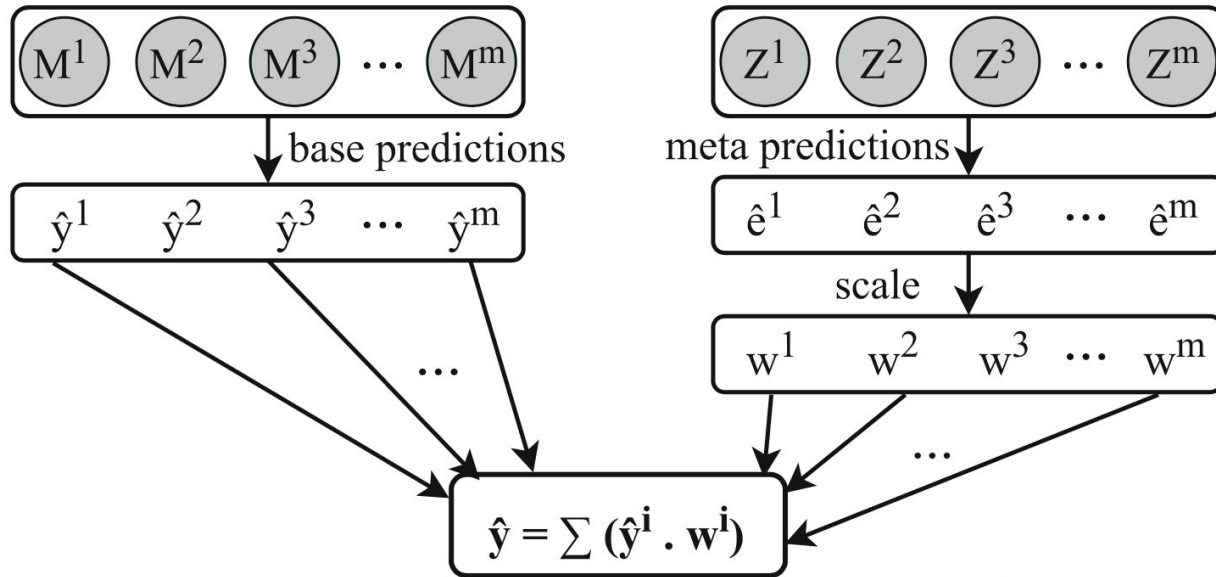 M¹ M² M³ ... Mᵐ
Z¹ Z² Z³ ... Zᵐ
base predictions
meta predictions
ŷ¹ ŷ² ŷ³ ... ŷᵐ
ê¹ ê² ê³ ... êᵐ
scale
w¹ w² w³ ... wᵐ
...
...
ŷ = ∑ (ŷⁱ . wⁱ)